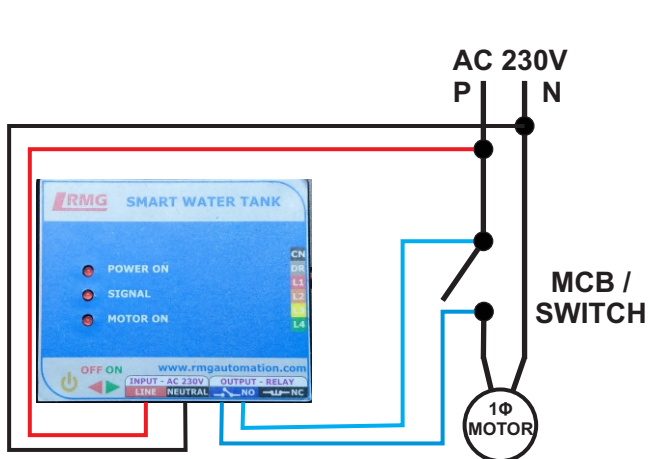 AC 230V
P N
RMG SMART WATER TANK
CN
DR
L1
L2
L3
L4
POWER ON
SIGNAL
MOTOR ON
MCB /
SWITCH
OFF ON
www.rmgautomation.com
INPUT - AC 230V OUTPUT - RELAY
LINE NEUTRAL NO NC
1Φ
MOTOR